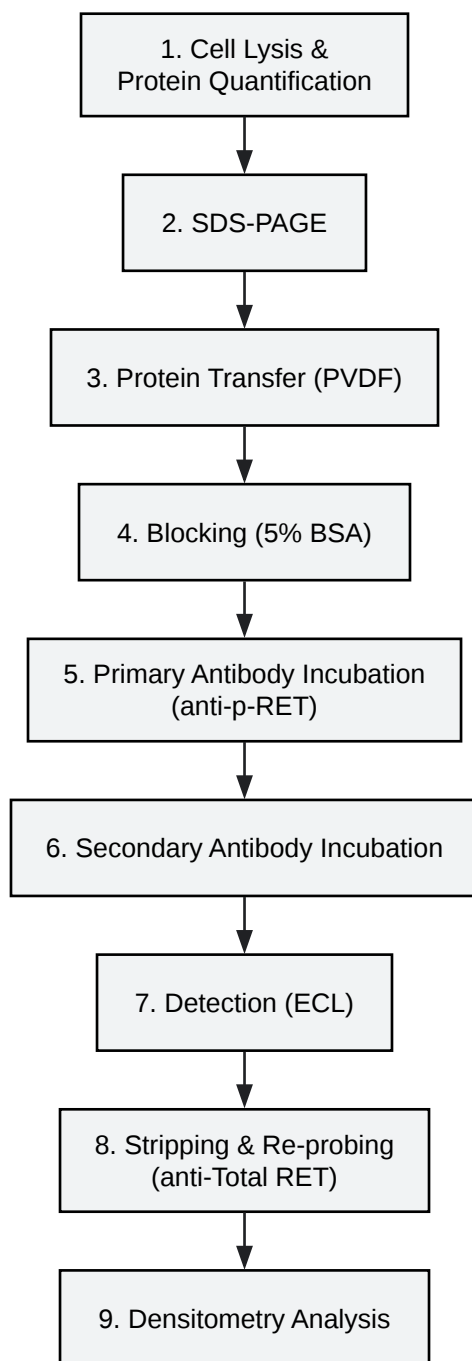 1. Cell Lysis &
Protein Quantification
2. SDS-PAGE
3. Protein Transfer (PVDF)
4. Blocking (5% BSA)
5. Primary Antibody Incubation
(anti-p-RET)
6. Secondary Antibody Incubation
7. Detection (ECL)
8. Stripping & Re-probing
(anti-Total RET)
9. Densitometry Analysis